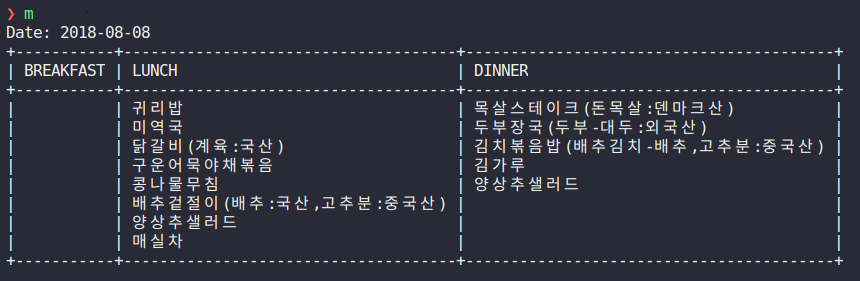 ❯ m
Date: 2018-08-08
+-----------+-------------------------------------+-----------------------------------------+
| BREAKFAST | LUNCH | DINNER |
+-----------+-------------------------------------+-----------------------------------------+
| | 귀리밥 | 목살스테이크(돈목살:덴마크산) |
| | 미역국 | 두부장국(두부-대두:외국산) |
| | 닭갈비(계육:국산) | 김치볶음밥(배추김치-배추,고추분:중국산) |
| | 구운어묵야채볶음 | 김가루 |
| | 콩나물무침 | 양상추샐러드 |
| | 배추겉절이(배추:국산,고추분:중국산) | |
| | 양상추샐러드 | |
| | 매실차 | |
+-----------+-------------------------------------+-----------------------------------------+